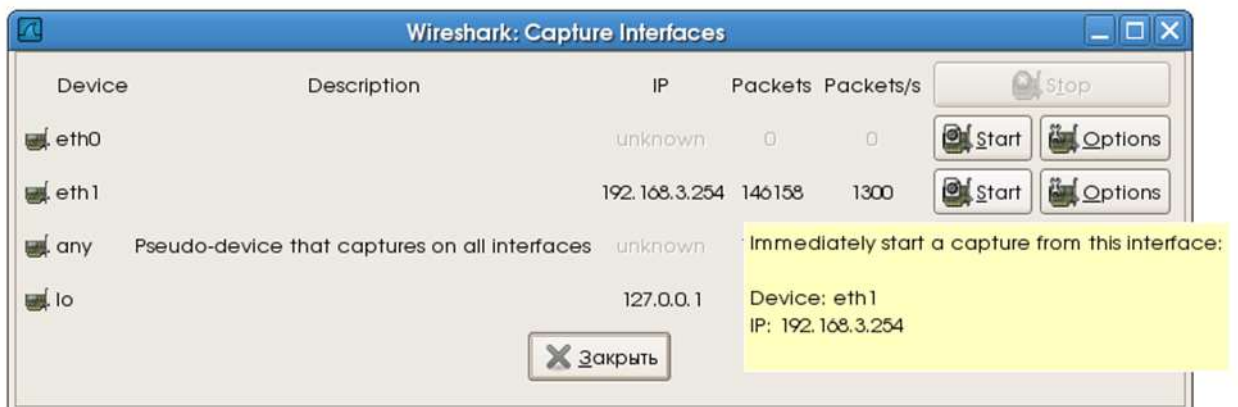 Wireshark: Capture Interfaces
Device Description IP Packets Packets/s Stop
eth0 unknown 0 0 Start Options
eth1 192.168.3.254 146158 1300 Start Options
any Pseudo-device that captures on all interfaces unknown
Immediately start a capture from this interface:
lo 127.0.0.1
Device: eth1
IP: 192.168.3.254
Закрыть